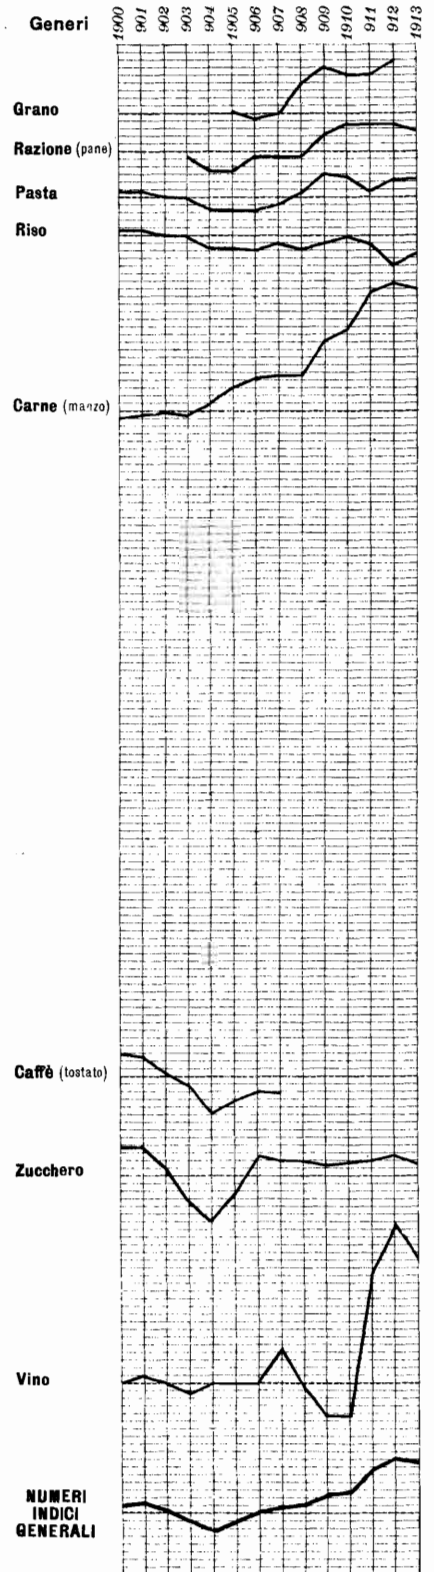 Generi 1900 901 902 903 904 1905 906 907 908 909 1910 911 912 1913
Grano
Razione (pane)
Pasta
Riso
Carne (manzo)
Caffè (tostato)
Zucchero
Vino
NUMERI
INDICI
GENERALI